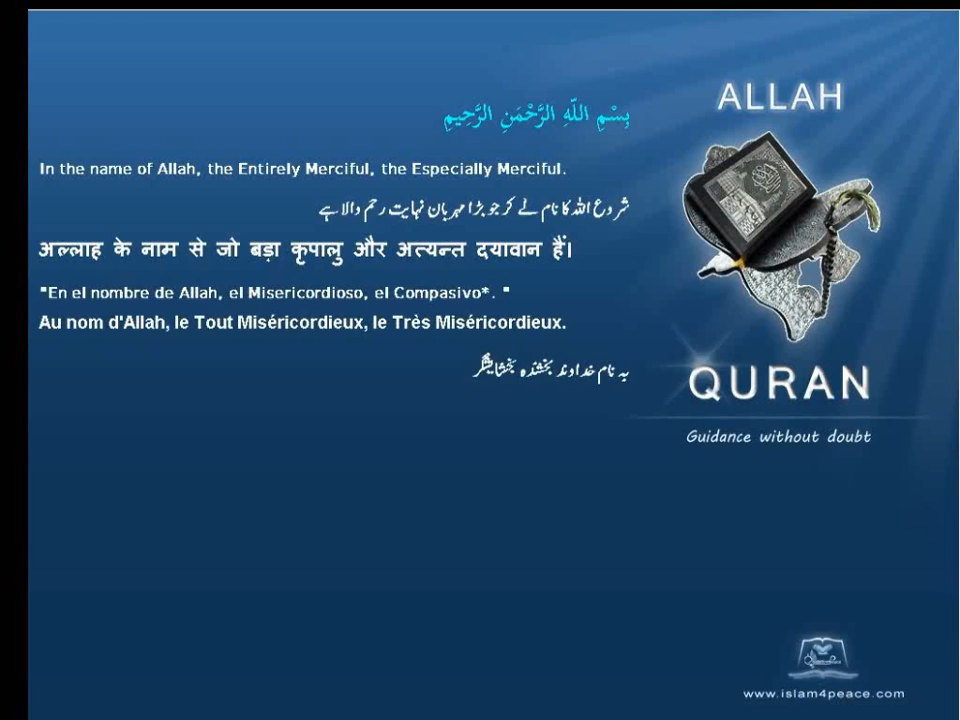 بِسْمِ اللّهِ الرَّحْمَنِ الرَّحِيمِ
In the name of Allah, the Entirely Merciful, the Especially Merciful.
شروع الله کا نام لے کر جو بڑا مہربان نہایت رحم والا ہے
अल्लाह के नाम से जो बड़ा कृपालु और अत्यन्त दयावान हैं।
"En el nombre de Allah, el Misericordioso, el Compasivo*. "
Au nom d'Allah, le Tout Miséricordieux, le Très Miséricordieux.
به نام خداوند بخشنده بخشایشگر
ALLAH
QURAN
Guidance without doubt
www.islam4peace.com